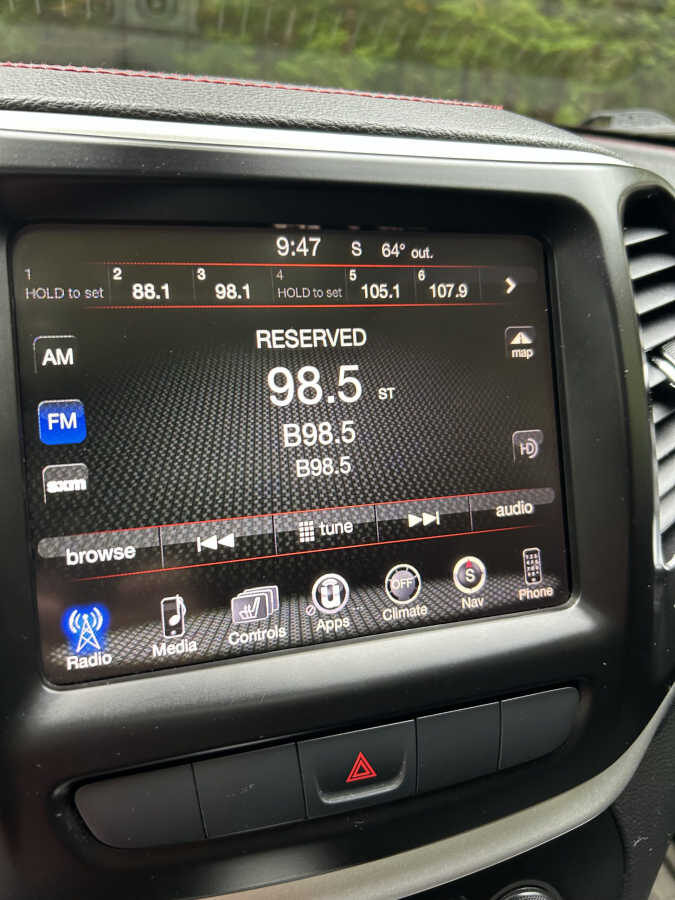 9:47 S 64° out.
1 2 3 4 5 6
HOLD to set 88.1 98.1 HOLD to set 105.1 107.9
RESERVED
map
AM
98.5 ST
FM
B98.5
HD
B98.5
sxm
browse tune audio
OFF S
Radio Media Controls Apps Climate Nav Phone